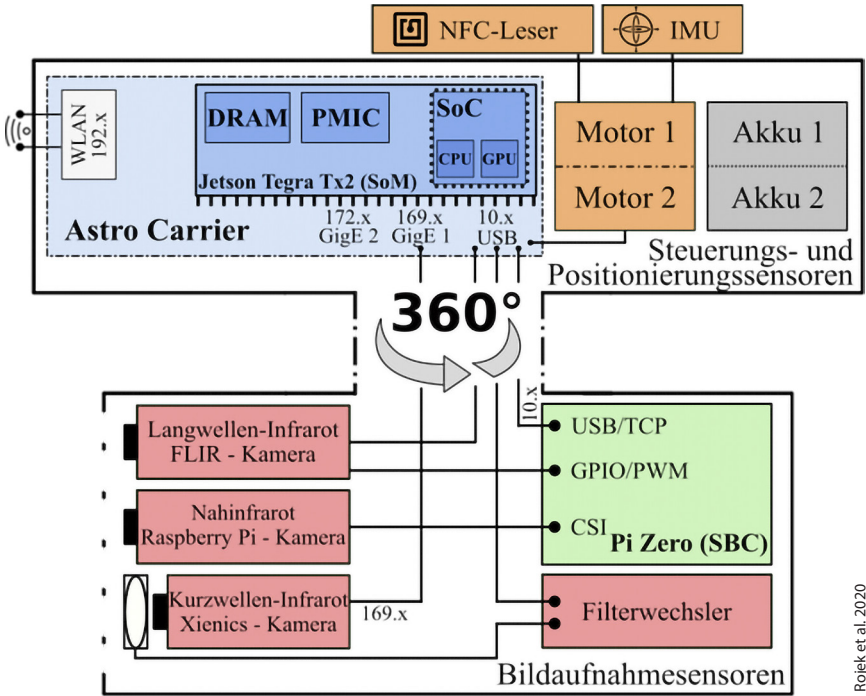 NFC-Leser
IMU
WLAN
192.x
DRAM
PMIC
SoC
CPU
GPU
Jetson Tegra Tx2 (SoM)
Motor 1
Motor 2
Akku 1
Akku 2
172.x
GigE 2
169.x
GigE 1
10.x
USB
Astro Carrier
Steuerungs- und
Positionierungssensoren
360°
10.x
Langwellen-Infrarot
FLIR - Kamera
USB/TCP
GPIO/PWM
Nahinfrarot
Raspberry Pi - Kamera
CSI
Pi Zero (SBC)
Kurzwellen-Infrarot
Xienics - Kamera
169.x
Filterwechsler
Bildaufnahmesensoren
Rojek et al. 2020